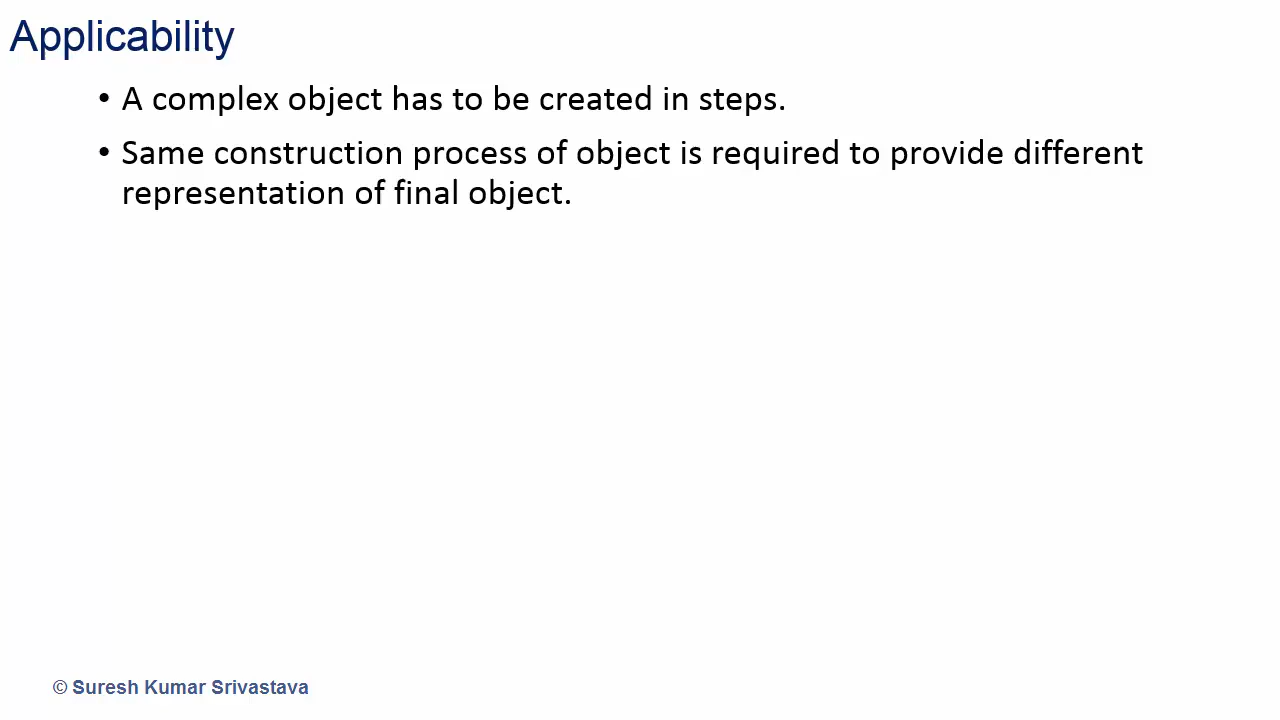 Applicability
• A complex object has to be created in steps.
• Same construction process of object is required to provide different
representation of final object.
© Suresh Kumar Srivastava